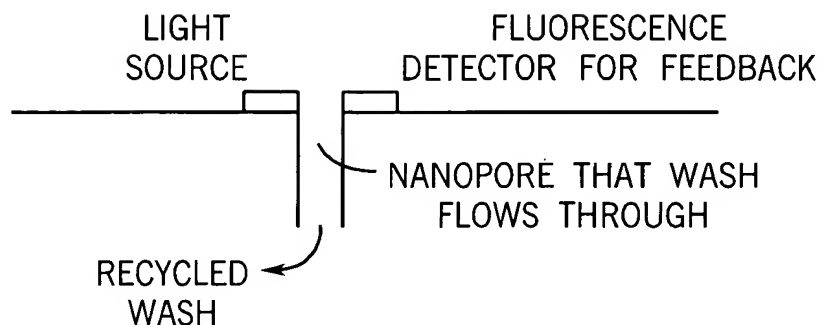 LIGHT
SOURCE
FLUORESCENCE
DETECTOR FOR FEEDBACK
NANOPORE THAT WASH
FLOWS THROUGH
RECYCLED
WASH